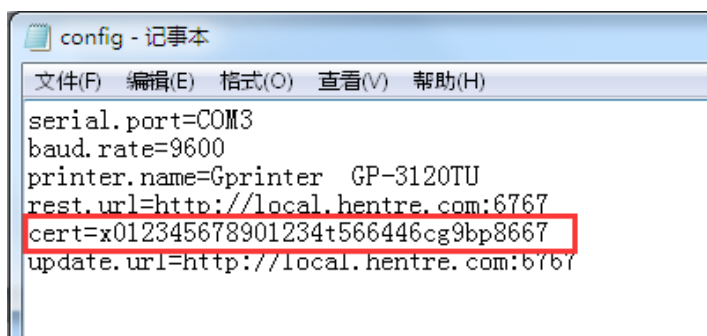 config - 记事本
文件(F) 编辑(E) 格式(O) 查看(V) 帮助(H)
serial.port=COM3
baud.rate=9600
printer.name=Gprinter  GP-3120TU
rest.url=http://local.hentre.com:6767
cert=x012345678901234t566446cg9bp8667
update.url=http://local.hentre.com:6767